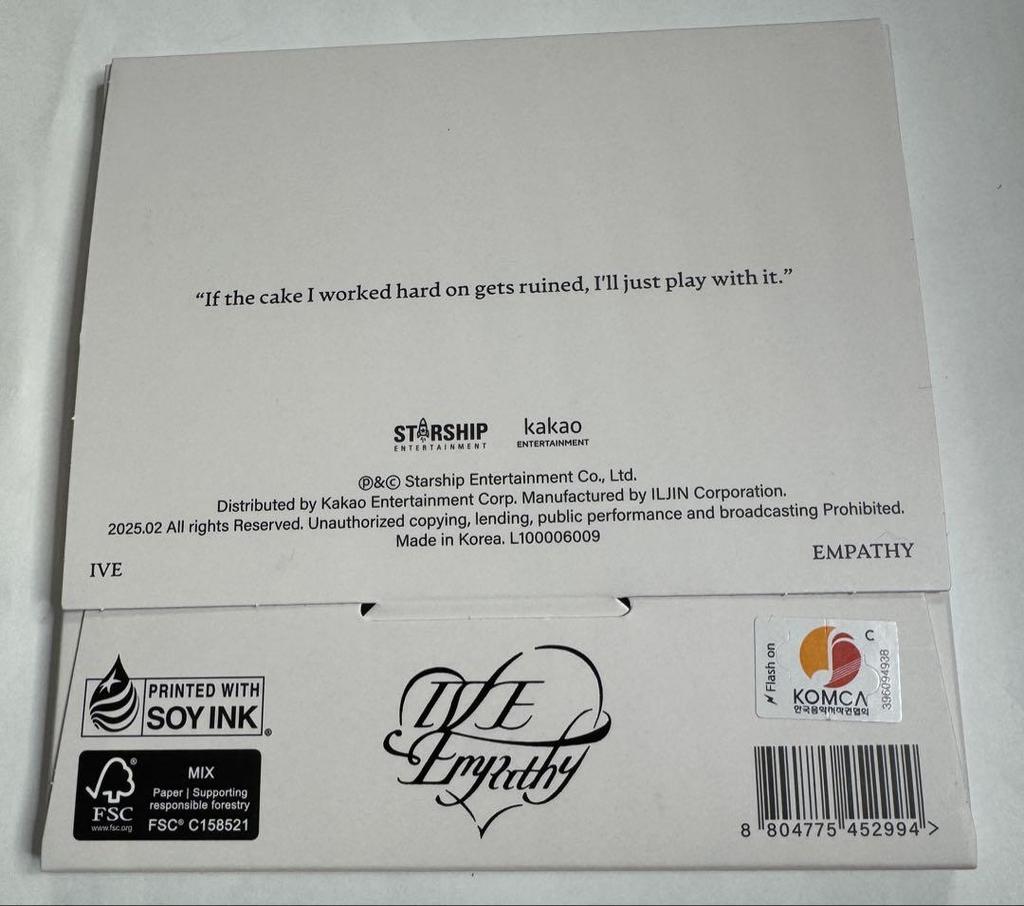 “If the cake I worked hard on gets ruined, I'll just play with it.”
STARSHIP
ENTERTAINMENT
kakao
ENTERTAINMENT
℗&© Starship Entertainment Co., Ltd.
Distributed by Kakao Entertainment Corp. Manufactured by ILJIN Corporation.
2025.02 All rights Reserved. Unauthorized copying, lending, public performance and broadcasting Prohibited.
Made in Korea. L100006009
IVE
EMPATHY
PRINTED WITH
SOY INK®
FSC®
www.fsc.org
MIX
Paper | Supporting
responsible forestry
FSC® C158521
IVE
Empathy
Flash on
C
KOMCA
한국음악저작권협회
396094938
8 804775 452994 >